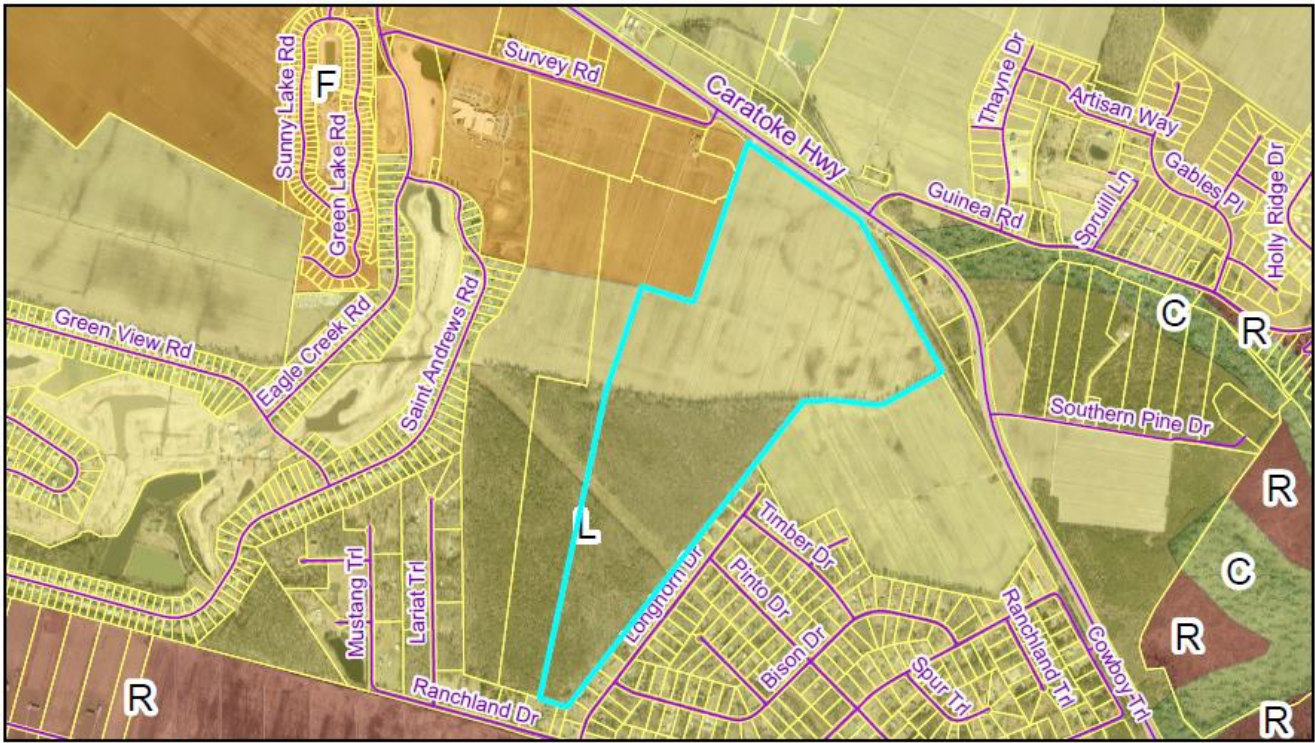 Sunny Lake Rd
F
Green Lake Rd
Survey Rd
Caratoke Hwy
Thayne Dr
Artisan Way
Gables Pl
Holly Ridge Dr
Spruill Ln
Guinea Rd
C
R
Green View Rd
Eagle Creek Rd
Saint Andrews Rd
Southern Pine Dr
R
L
Timber Dr
Longhorn Dr
Pinto Dr
Bison Dr
Mustang Trl
Lariat Trl
Ranchland Trl
Cowboy Trl
Spur Trl
C
R
R
Ranchland Dr
R